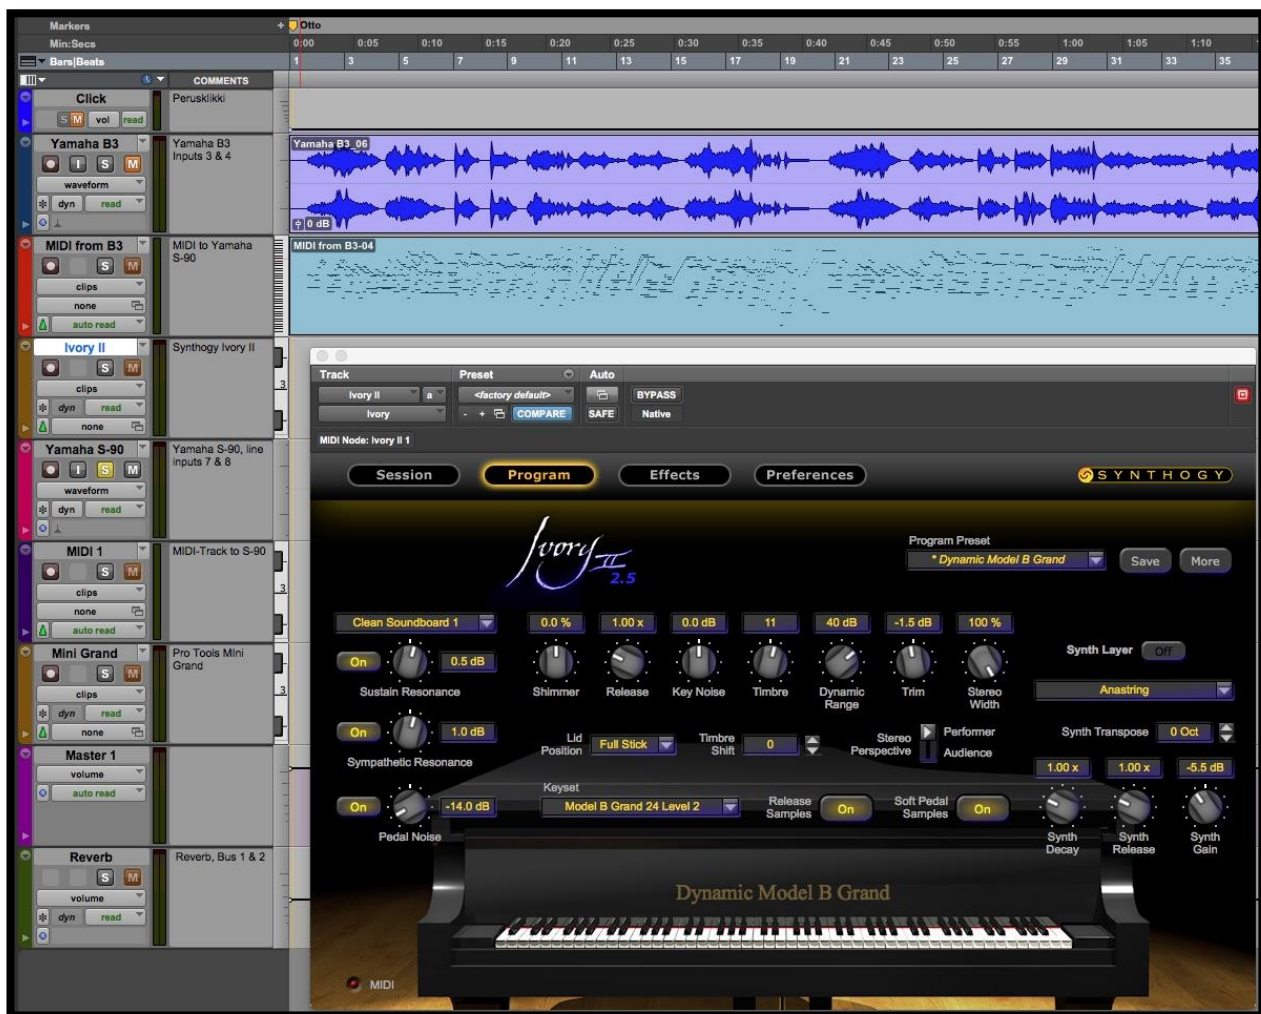 Markers
Otto
Min:Secs
0:00 0:05 0:10 0:15 0:20 0:25 0:30 0:35 0:40 0:45 0:50 0:55 1:00 1:05 1:10
Bars|Beats
1 3 5 7 9 11 13 15 17 19 21 23 25 27 29 31 33 35
COMMENTS
Click
Perusklikki
S M vol read
Yamaha B3
Yamaha B3
Inputs 3 & 4
I S M
waveform
dyn read
Yamaha B3_06
0 dB
MIDI from B3
MIDI to Yamaha
S-90
S M
clips
none
auto read
MIDI from B3-04
Ivory II
Synthogy Ivory II
S M
clips
dyn read
none
3
Yamaha S-90
Yamaha S-90, line
inputs 7 & 8
I S M
waveform
dyn read
MIDI 1
MIDI-Track to S-90
S M
clips
none
auto read
3
Mini Grand
Pro Tools MIni
Grand
S M
clips
dyn read
none
3
Master 1
volume
auto read
Reverb
Reverb, Bus 1 & 2
S M
volume
dyn read
Track Preset Auto
Ivory II a <factory default> BYPASS
Ivory - + COMPARE SAFE Native
MIDI Node: Ivory II 1
Session Program Effects Preferences
SYNTHOGY
Ivory II
2.5
Program Preset
* Dynamic Model B Grand Save More
Clean Soundboard 1 0.0 % 1.00 x 0.0 dB 11 40 dB -1.5 dB 100 %
On 0.5 dB
Sustain Resonance
Shimmer Release Key Noise Timbre Dynamic
Range
Trim Stereo
Width
Synth Layer Off
Anastring
On 1.0 dB
Sympathetic Resonance
Lid
Position
Full Stick
Timbre
Shift
0
Stereo
Perspective
Performer
Audience
Synth Transpose 0 Oct
1.00 x 1.00 x -5.5 dB
On -14.0 dB
Pedal Noise
Keyset
Model B Grand 24 Level 2
Release
Samples
On
Soft Pedal
Samples
On
Synth
Decay
Synth
Release
Synth
Gain
Dynamic Model B Grand
MIDI